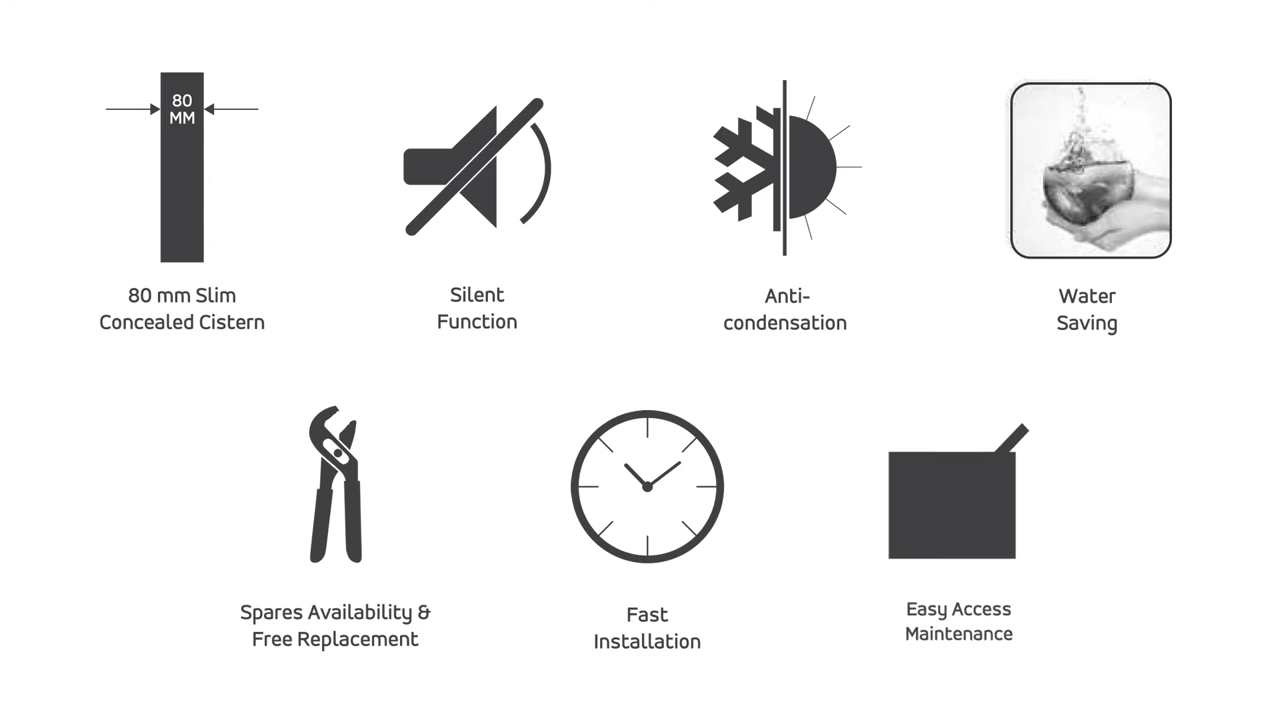 80
MM
80 mm Slim
Concealed Cistern
Silent
Function
Anti-
condensation
Water
Saving
Spares Availability &
Free Replacement
Fast
Installation
Easy Access
Maintenance